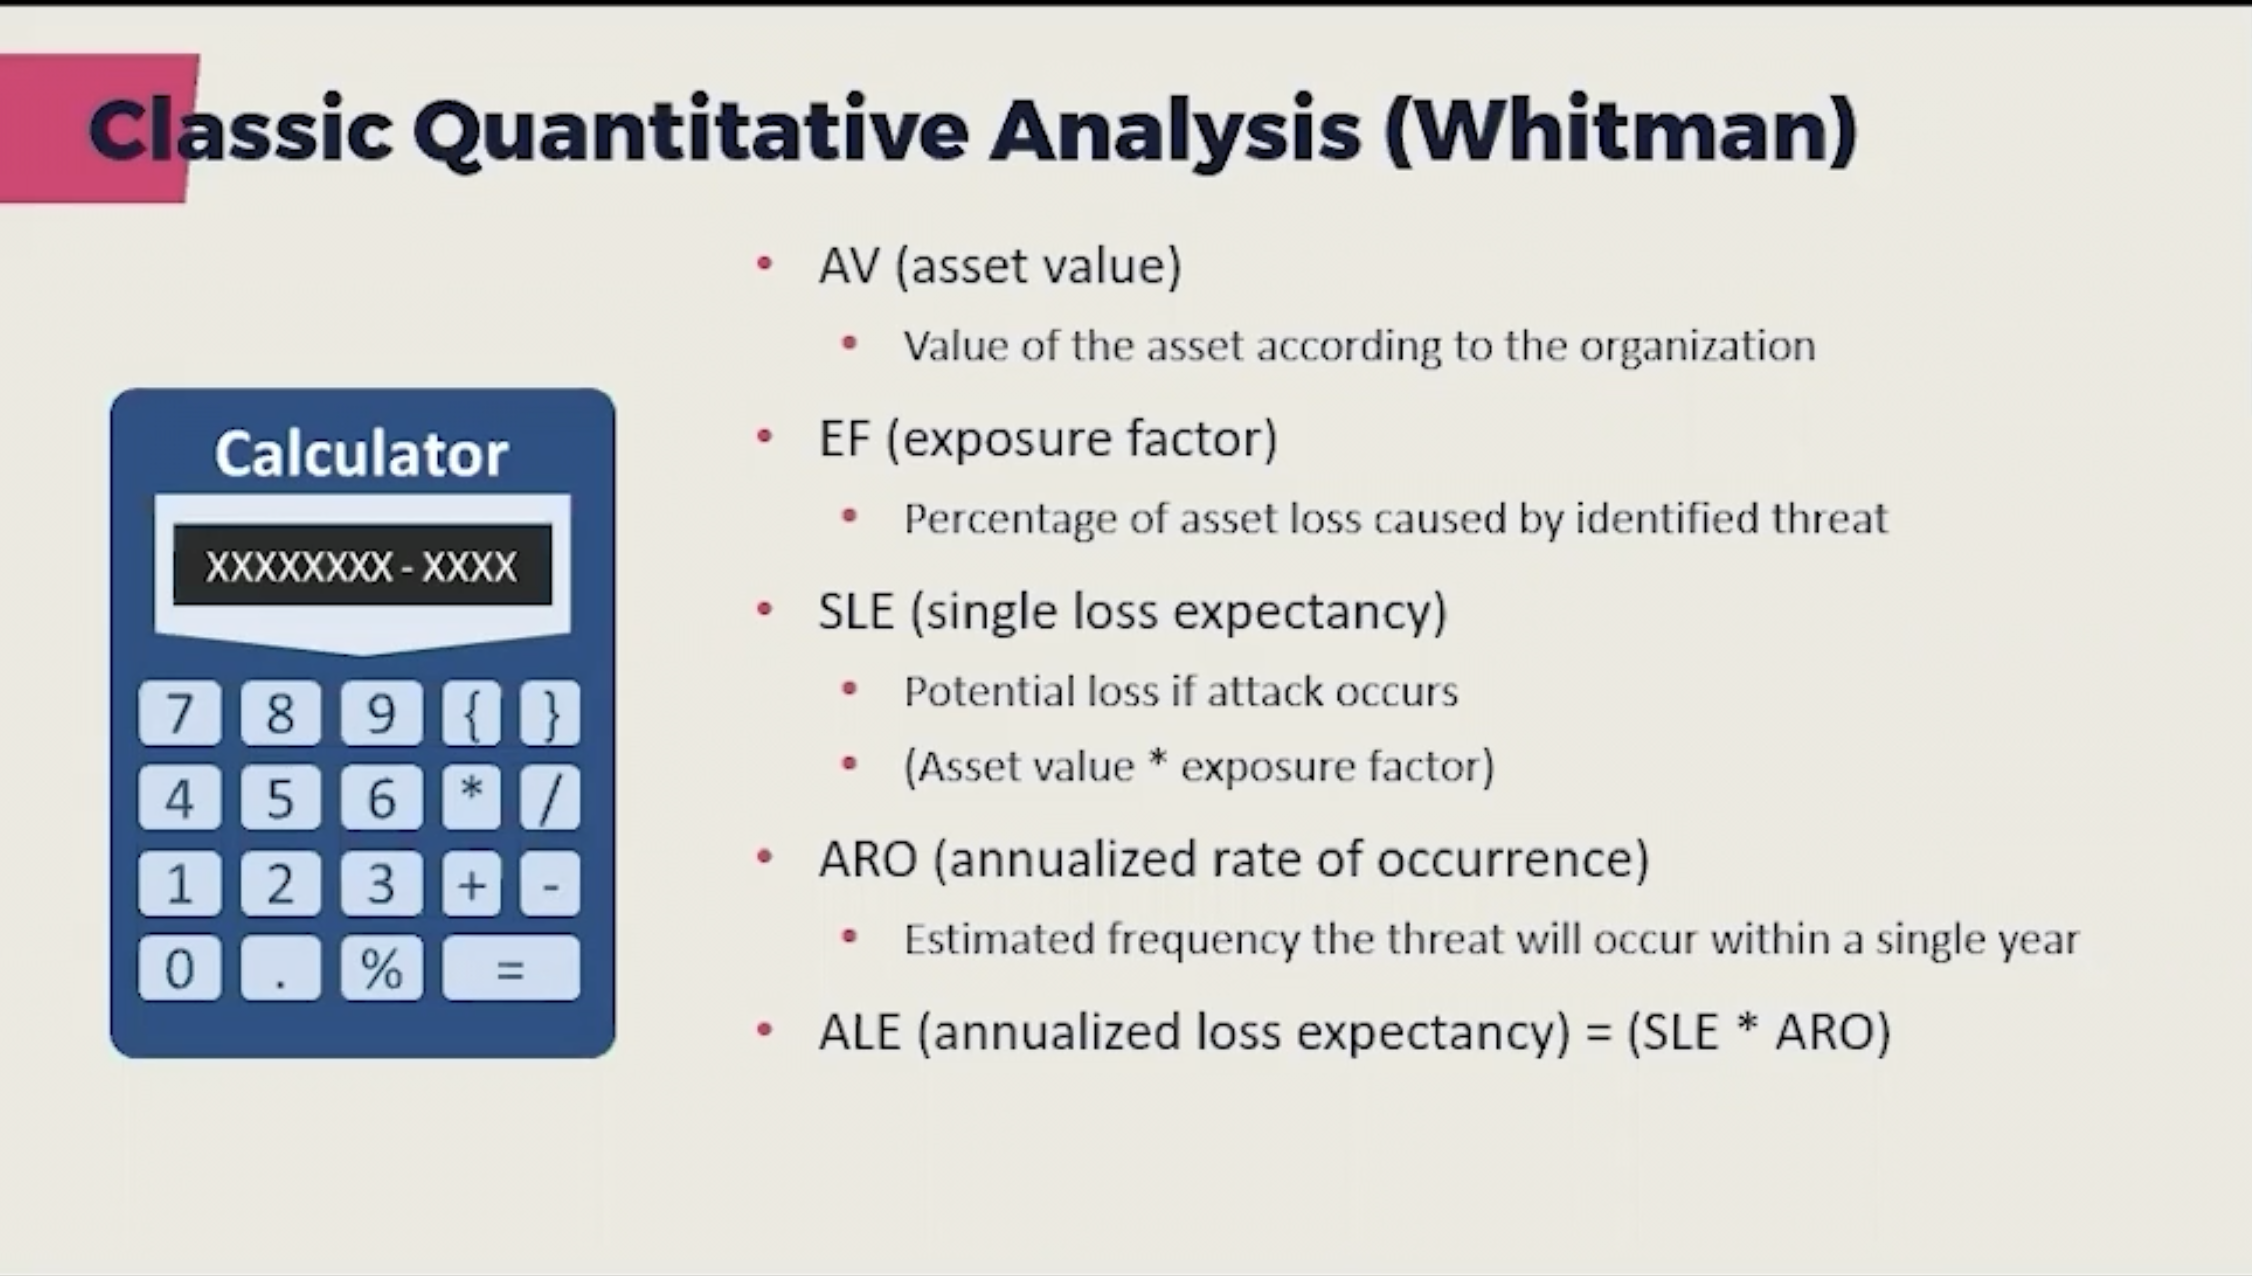 Classic Quantitative Analysis (Whitman)
• AV (asset value)
• Value of the asset according to the organization
• EF (exposure factor)
• Percentage of asset loss caused by identified threat
• SLE (single loss expectancy)
• Potential loss if attack occurs
• (Asset value * exposure factor)
• ARO (annualized rate of occurrence)
• Estimated frequency the threat will occur within a single year
• ALE (annualized loss expectancy) = (SLE * ARO)
Calculator
XXXXXXXX - XXXX
7 8 9 { }
4 5 6 * /
1 2 3 + -
0 . % =